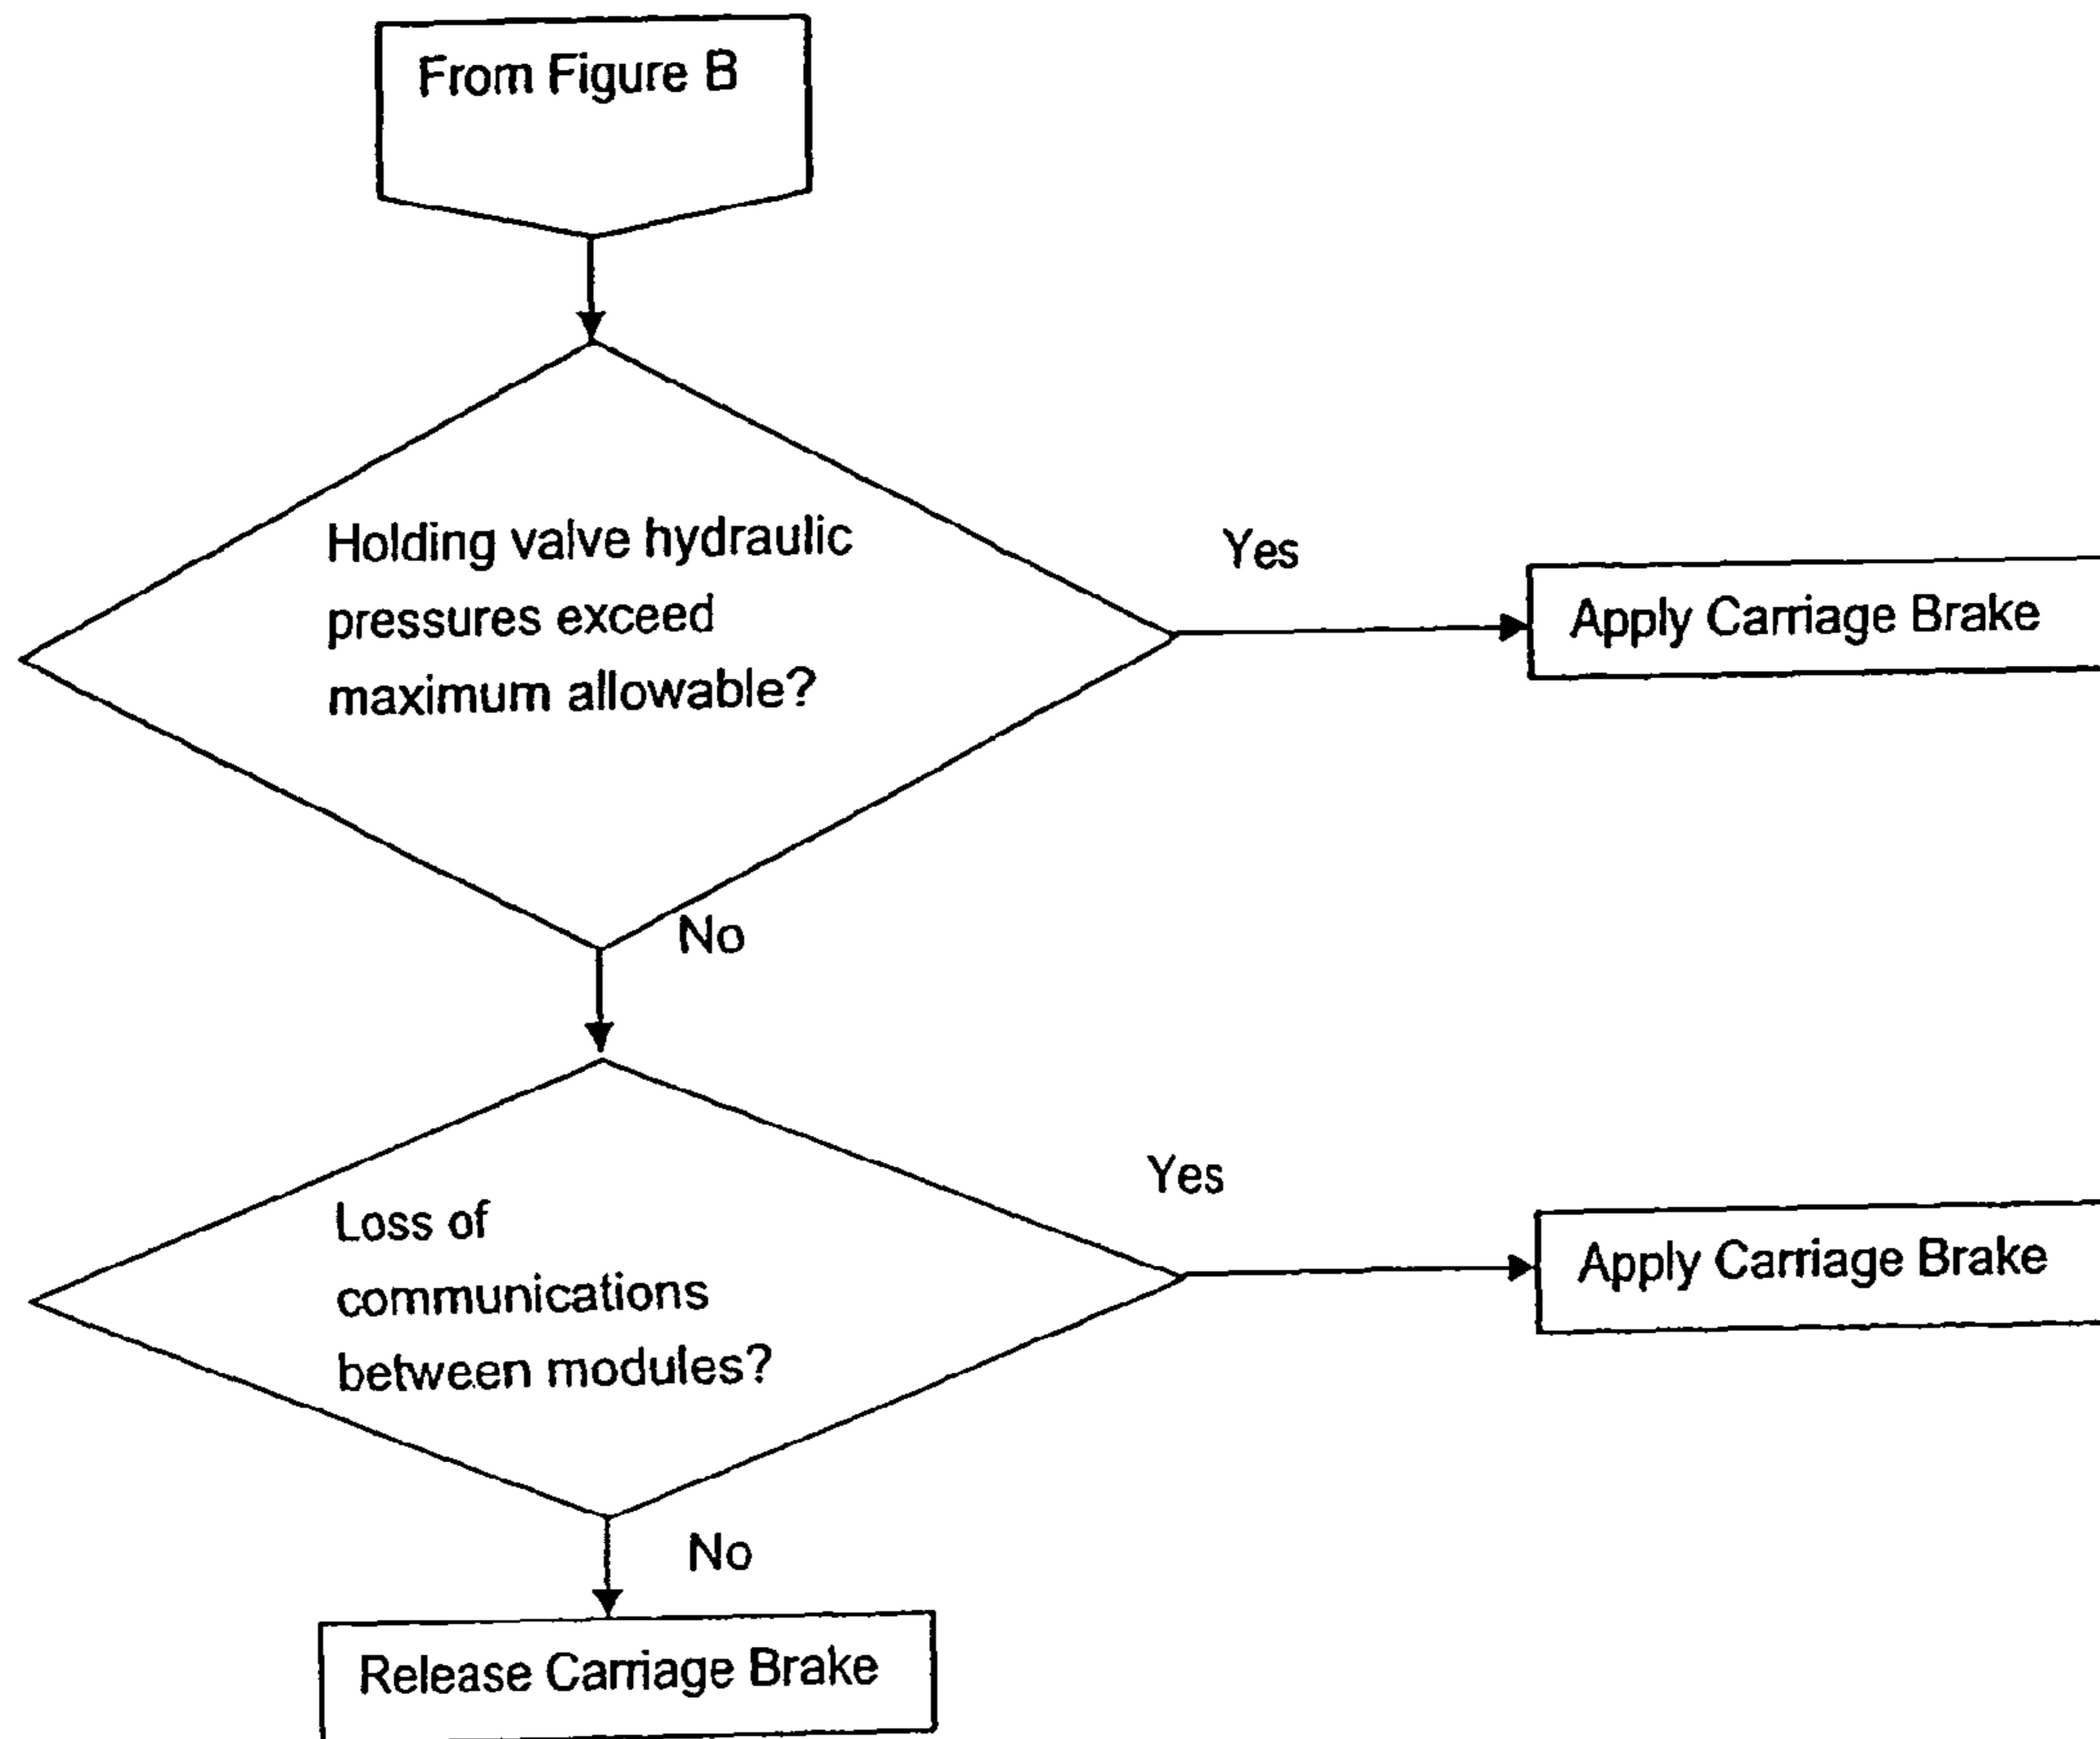 From Figure B
Holding valve hydraulic
pressures exceed
maximum allowable?
Yes
Apply Carriage Brake
No
Loss of
communications
between modules?
Yes
Apply Carriage Brake
No
Release Carriage Brake